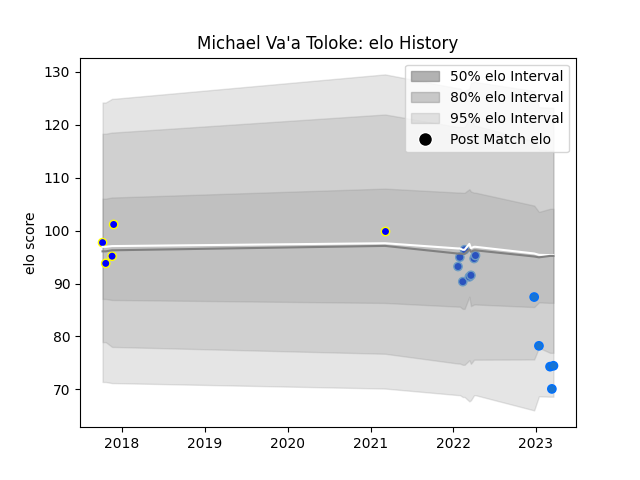 Michael Va'a Toloke: elo History
50% elo Interval
80% elo Interval
95% elo Interval
Post Match elo
elo score
130
120
110
100
90
80
70
2018
2019
2020
2021
2022
2023